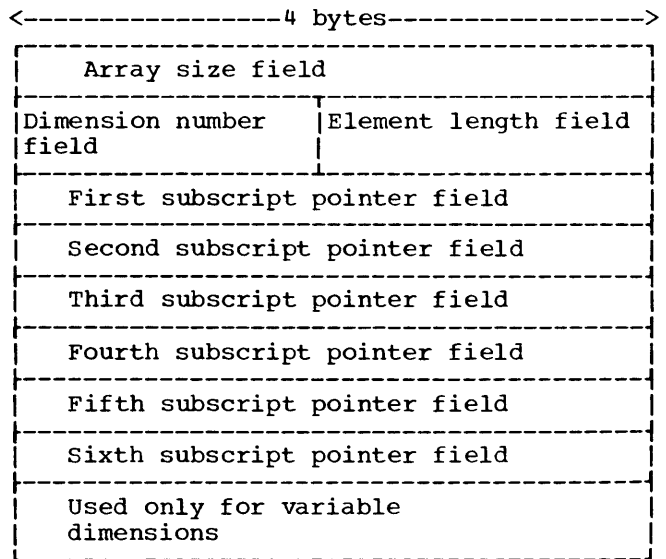 <-----------------4 bytes----------------->
Array size field
Dimension number |Element length field
field
First subscript pointer field
Second subscript pointer field
Third subscript pointer field
Fourth subscript pointer field
Fifth subscript pointer field
Sixth subscript pointer field
Used only for variable
dimensions